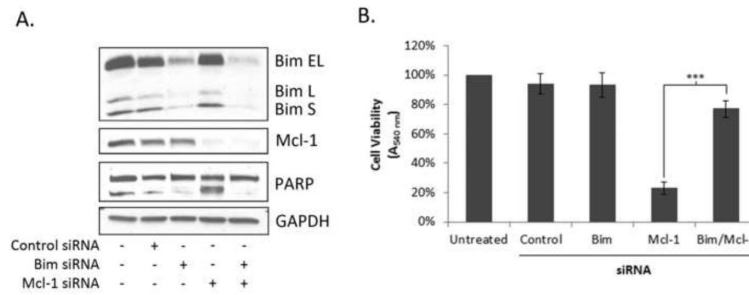 A.
Bim EL
Bim L
Bim S
Mcl-1
PARP
GAPDH
Control siRNA - + - - -
Bim siRNA - - + - +
Mcl-1 siRNA - - - + +
B.
120%
100%
80%
60%
40%
20%
0%
Cell Viability
(A540 nm)
***
Untreated Control Bim Mcl-1 Bim/Mcl-
siRNA